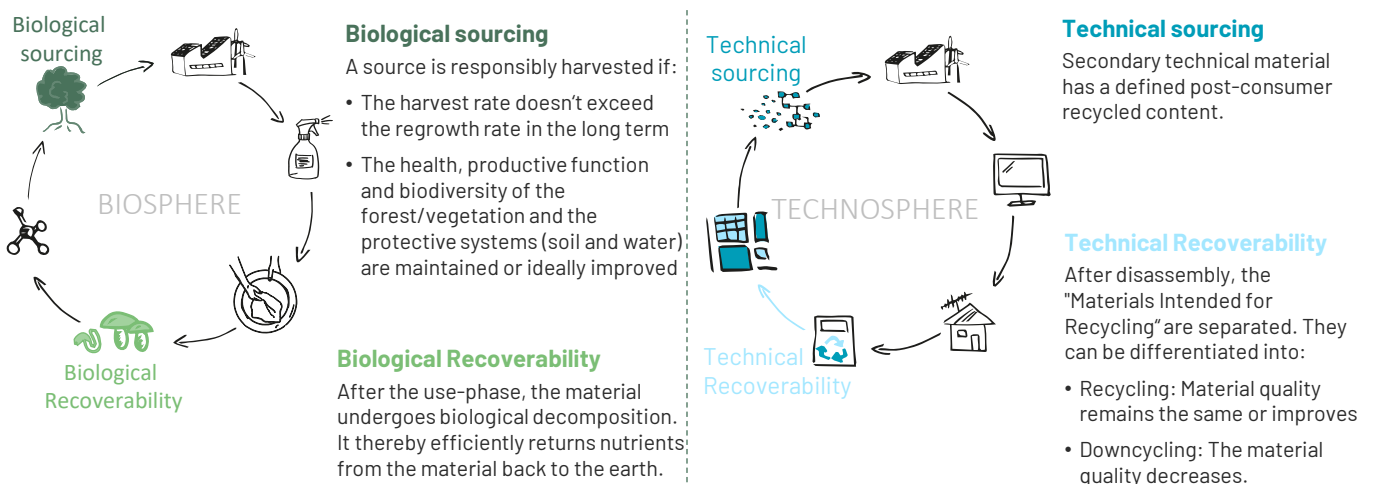 Biological
sourcing
BIOSPHERE
Biological
Recoverability
Biological sourcing
A source is responsibly harvested if:
• The harvest rate doesn't exceed
the regrowth rate in the long term
• The health, productive function
and biodiversity of the
forest/vegetation and the
protective systems (soil and water)
are maintained or ideally improved
Biological Recoverability
After the use-phase, the material
undergoes biological decomposition.
It thereby efficiently returns nutrients
from the material back to the earth.
Technical
sourcing
TECHNOSPHERE
Technical
Recoverability
Technical sourcing
Secondary technical material
has a defined post-consumer
recycled content.
Technical Recoverability
After disassembly, the
"Materials Intended for
Recycling“ are separated. They
can be differentiated into:
• Recycling: Material quality
remains the same or improves
• Downcycling: The material
quality decreases.